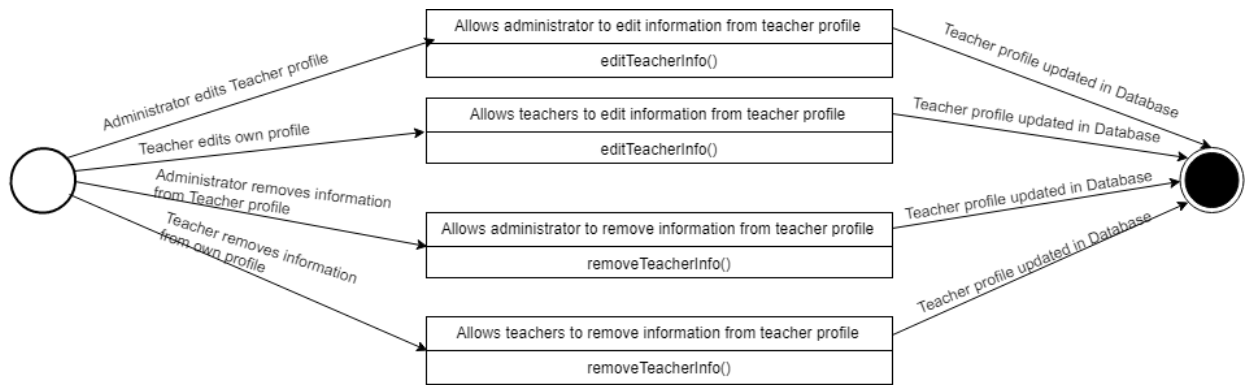 Allows administrator to edit information from teacher profile
editTeacherInfo()
Administrator edits Teacher profile
Teacher profile updated in Database
Allows teachers to edit information from teacher profile
editTeacherInfo()
Teacher edits own profile
Teacher profile updated in Database
Administrator removes information
from Teacher profile
Allows administrator to remove information from teacher profile
removeTeacherInfo()
Teacher profile updated in Database
Teacher removes information
from own profile
Allows teachers to remove information from teacher profile
removeTeacherInfo()
Teacher profile updated in Database